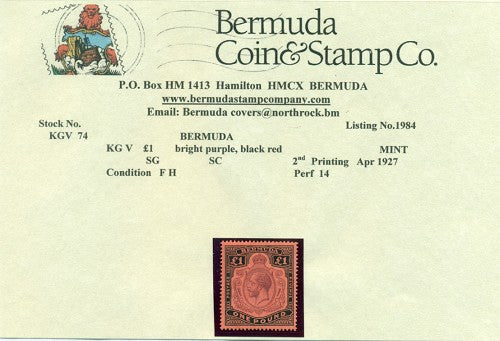 Bermuda
Coin&Stamp Co.
P.O. Box HM 1413 Hamilton HMCX BERMUDA
www.bermudastampcompany.com
Email: Bermuda covers@northrock.bm
Stock No. Listing No.1984
KGV 74 BERMUDA
KG V £1 bright purple, black red MINT
SG SC 2nd Printing Apr 1927
Condition F H Perf 14
BERMUDA
£1 £1
ONE POUND